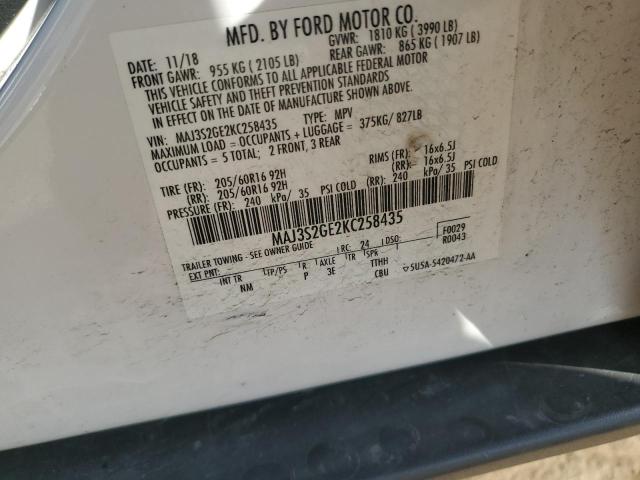 MFD. BY FORD MOTOR CO.
DATE: 11/18 GVWR: 1810 KG ( 3990 LB)
FRONT GAWR: 955 KG ( 2105 LB) REAR GAWR: 865 KG ( 1907 LB)
THIS VEHICLE CONFORMS TO ALL APPLICABLE FEDERAL MOTOR
VEHICLE SAFETY AND THEFT PREVENTION STANDARDS
IN EFFECT ON THE DATE OF MANUFACTURE SHOWN ABOVE.
VIN: MAJ3S2GE2KC258435 TYPE: MPV
MAXIMUM LOAD = OCCUPANTS + LUGGAGE = 375KG/ 827LB
OCCUPANTS = 5 TOTAL; 2 FRONT, 3 REAR
TIRE (FR): 205/60R16 92H RIMS (FR): 16x6.5J
(RR): 205/60R16 92H (RR): 16x6.5J
PRESSURE (FR): 240 kPa/ 35 PSI COLD (RR): 240 kPa/ 35 PSI COLD
MAJ3S2GE2KC258435
TRAILER TOWING - SEE OWNER GUIDE F0029
EXT PNT: RC: 24 DSO: R0043
INT TR TP/PS R AXLE TR SPR
NM P 3E TTHH
CBU 5U5A-5420472-AA